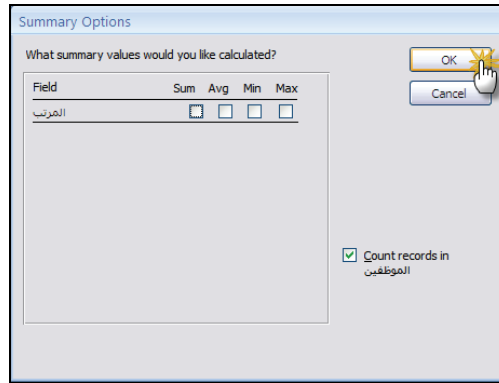 Summary Options
What summary values would you like calculated?
OK
Cancel
Field Sum Avg Min Max
المرتب
Count records in
الموظفين